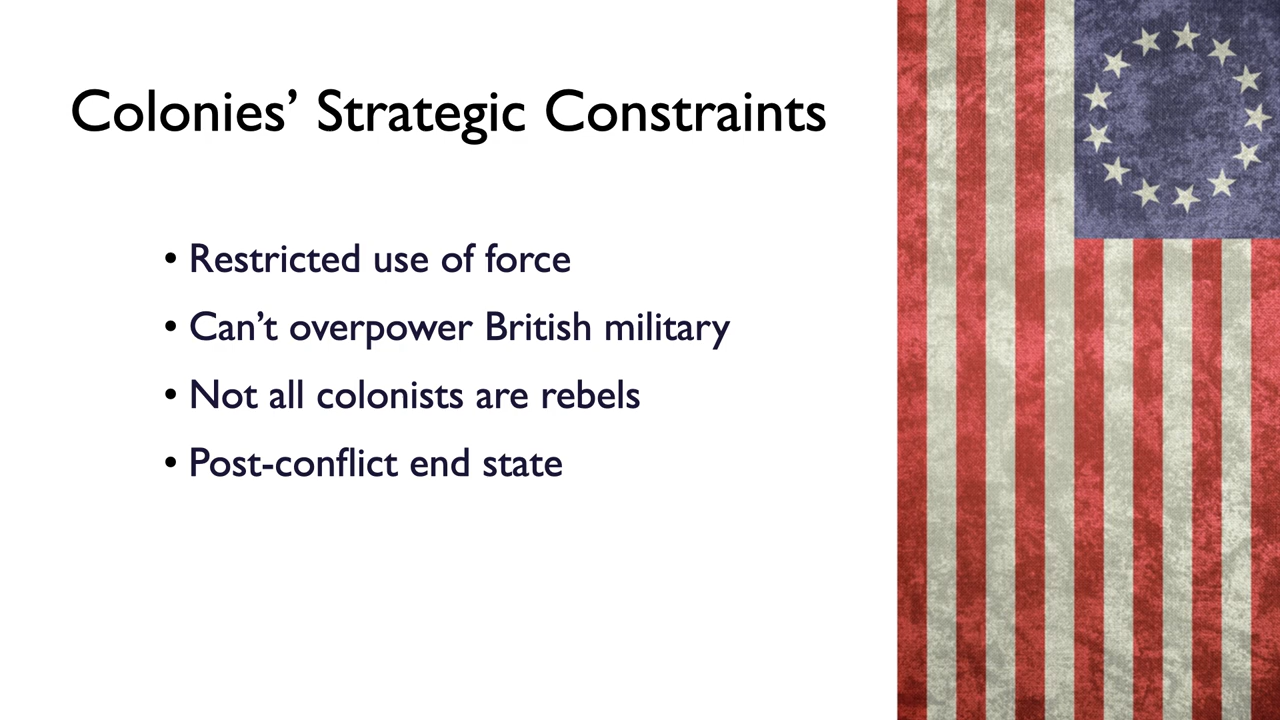 Colonies’ Strategic Constraints
• Restricted use of force
• Can’t overpower British military
• Not all colonists are rebels
• Post-conflict end state